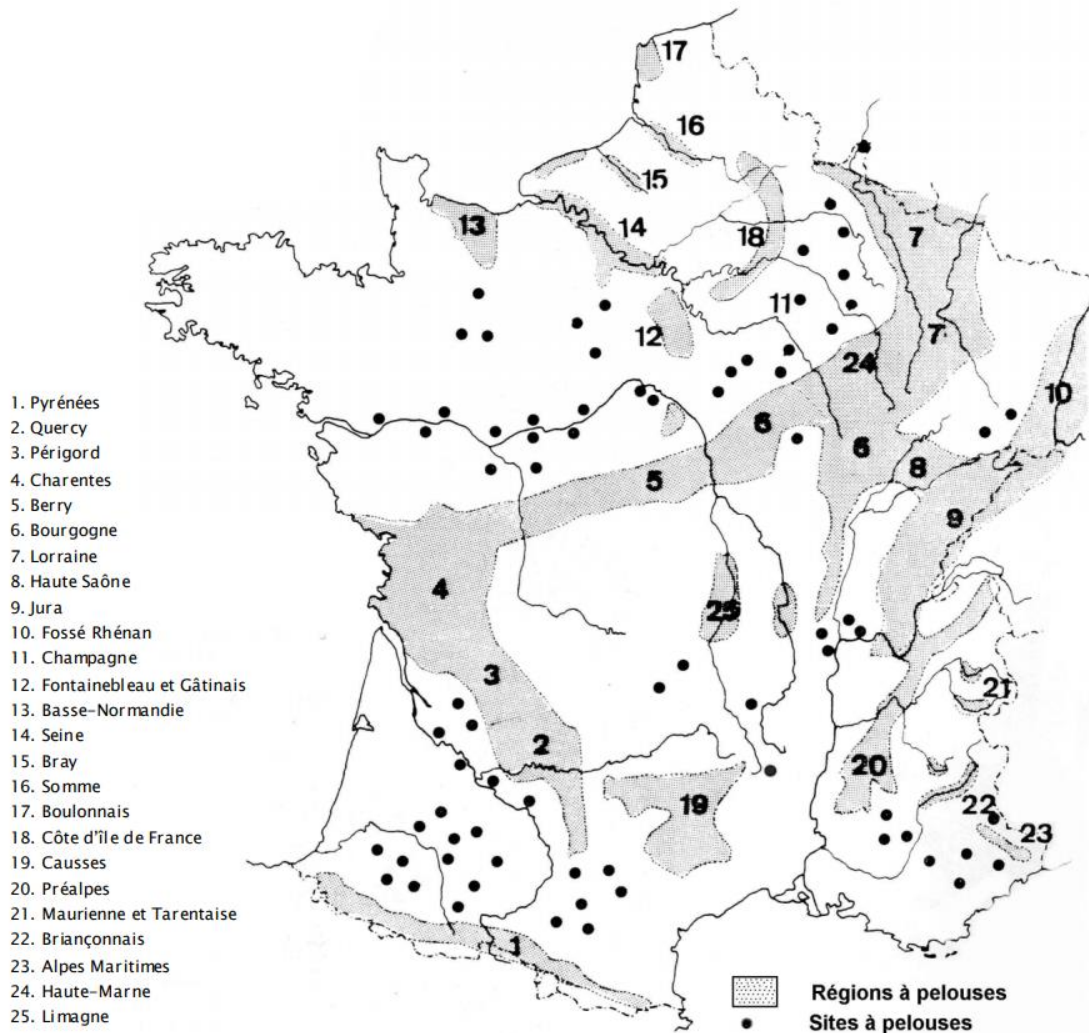 17
16
15
14
13
18
7
11
12
7
24
10
6
6
8
5
9
4
25
3
21
2
20
19
22
23
1
1. Pyrénées
2. Quercy
3. Périgord
4. Charentes
5. Berry
6. Bourgogne
7. Lorraine
8. Haute Saône
9. Jura
10. Fossé Rhénan
11. Champagne
12. Fontainebleau et Gâtinais
13. Basse-Normandie
14. Seine
15. Bray
16. Somme
17. Boulonnais
18. Côte d'île de France
19. Causses
20. Préalpes
21. Maurienne et Tarentaise
22. Briançonnais
23. Alpes Maritimes
24. Haute-Marne
25. Limagne
Régions à pelouses
Sites à pelouses